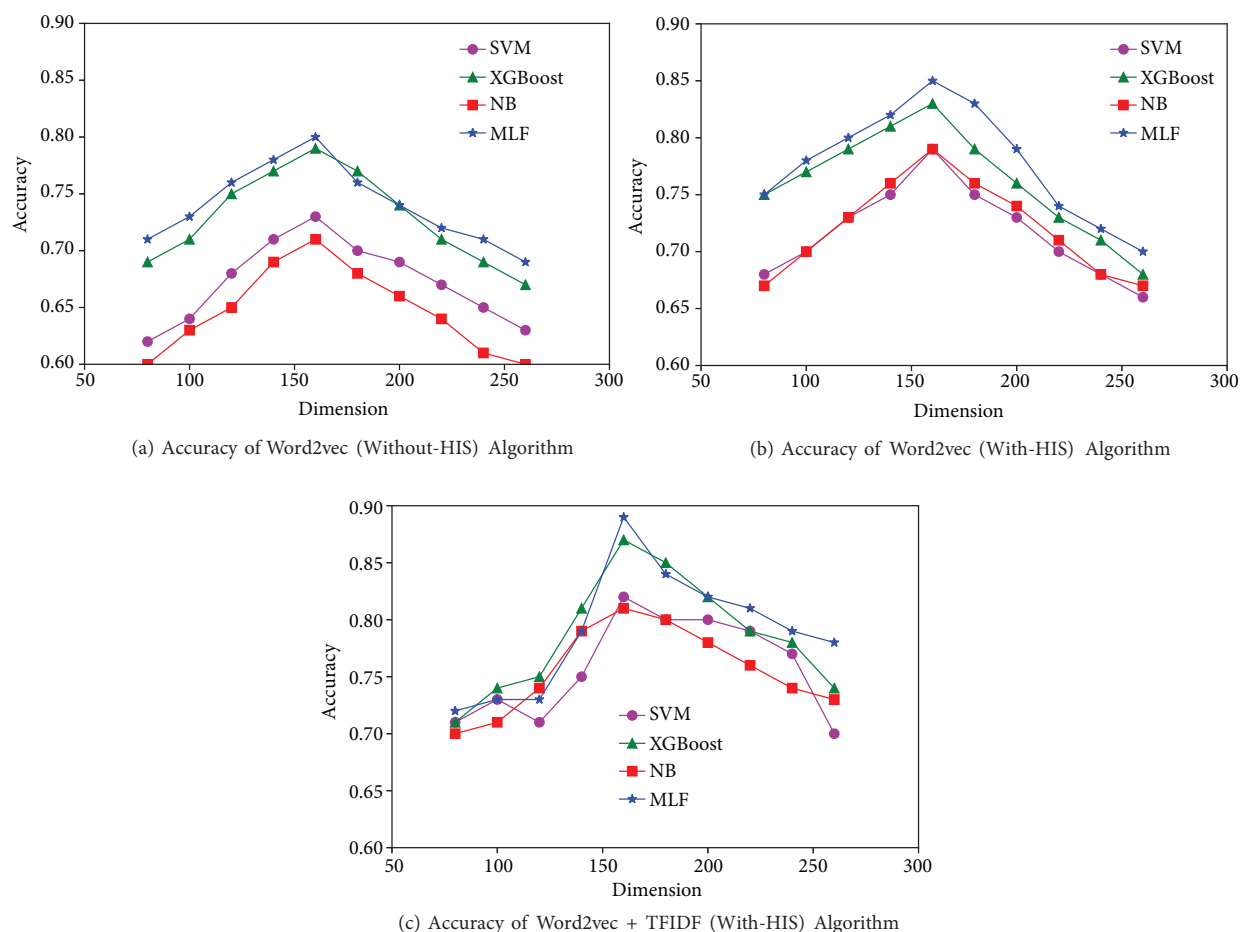 0.90
0.85
0.80
0.75
0.70
0.65
0.60
Accuracy
50
100
150
200
250
300
Dimension
SVM
XGBoost
NB
MLF
(a) Accuracy of Word2vec (Without-HIS) Algorithm
0.90
0.85
0.80
0.75
0.70
0.65
0.60
Accuracy
50
100
150
200
250
300
Dimension
SVM
XGBoost
NB
MLF
(b) Accuracy of Word2vec (With-HIS) Algorithm
0.90
0.85
0.80
0.75
0.70
0.65
0.60
Accuracy
50
100
150
200
250
300
Dimension
SVM
XGBoost
NB
MLF
(c) Accuracy of Word2vec + TFIDF (With-HIS) Algorithm